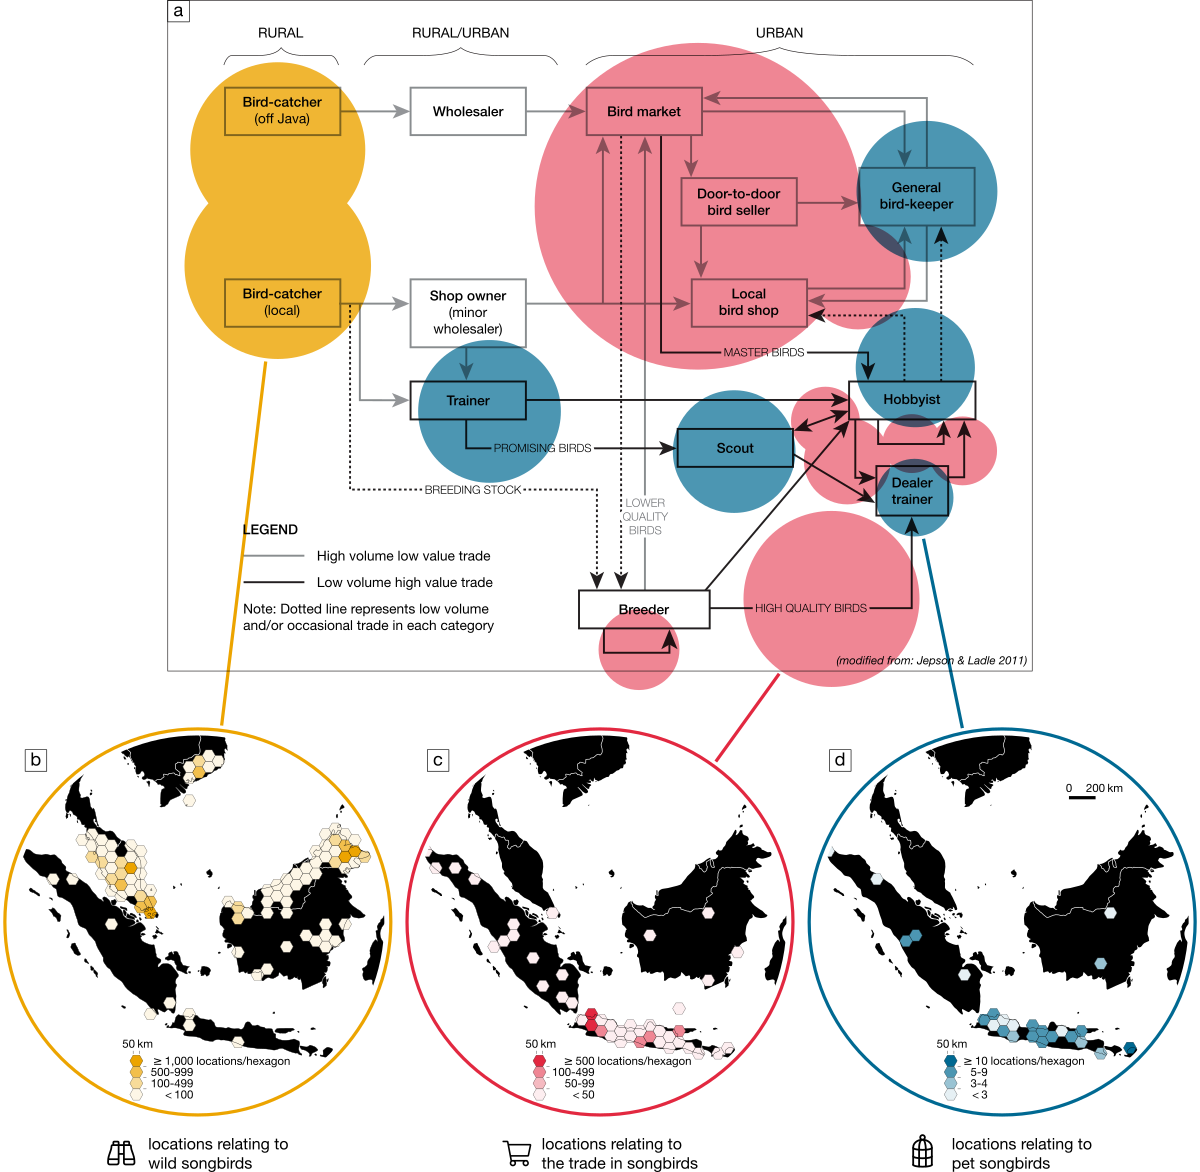 a
RURAL
RURAL/URBAN
URBAN
Bird-catcher
(off Java)
Wholesaler
Bird market
Door-to-door
bird seller
General
bird-keeper
Bird-catcher
(local)
Shop owner
(minor
wholesaler)
Local
bird shop
MASTER BIRDS
Trainer
Hobbyist
PROMISING BIRDS
Scout
Dealer
trainer
BREEDING STOCK
LOWER
QUALITY
BIRDS
LEGEND
High volume low value trade
Low volume high value trade
Note: Dotted line represents low volume
and/or occasional trade in each category
Breeder
HIGH QUALITY BIRDS
(modified from: Jepson & Ladle 2011)
b
50 km
≥ 1,000 locations/hexagon
500-999
100-499
< 100
locations relating to
wild songbirds
c
50 km
≥ 500 locations/hexagon
100-499
50-99
< 50
locations relating to
the trade in songbirds
d
0 200 km
50 km
≥ 10 locations/hexagon
5-9
3-4
< 3
locations relating to
pet songbirds